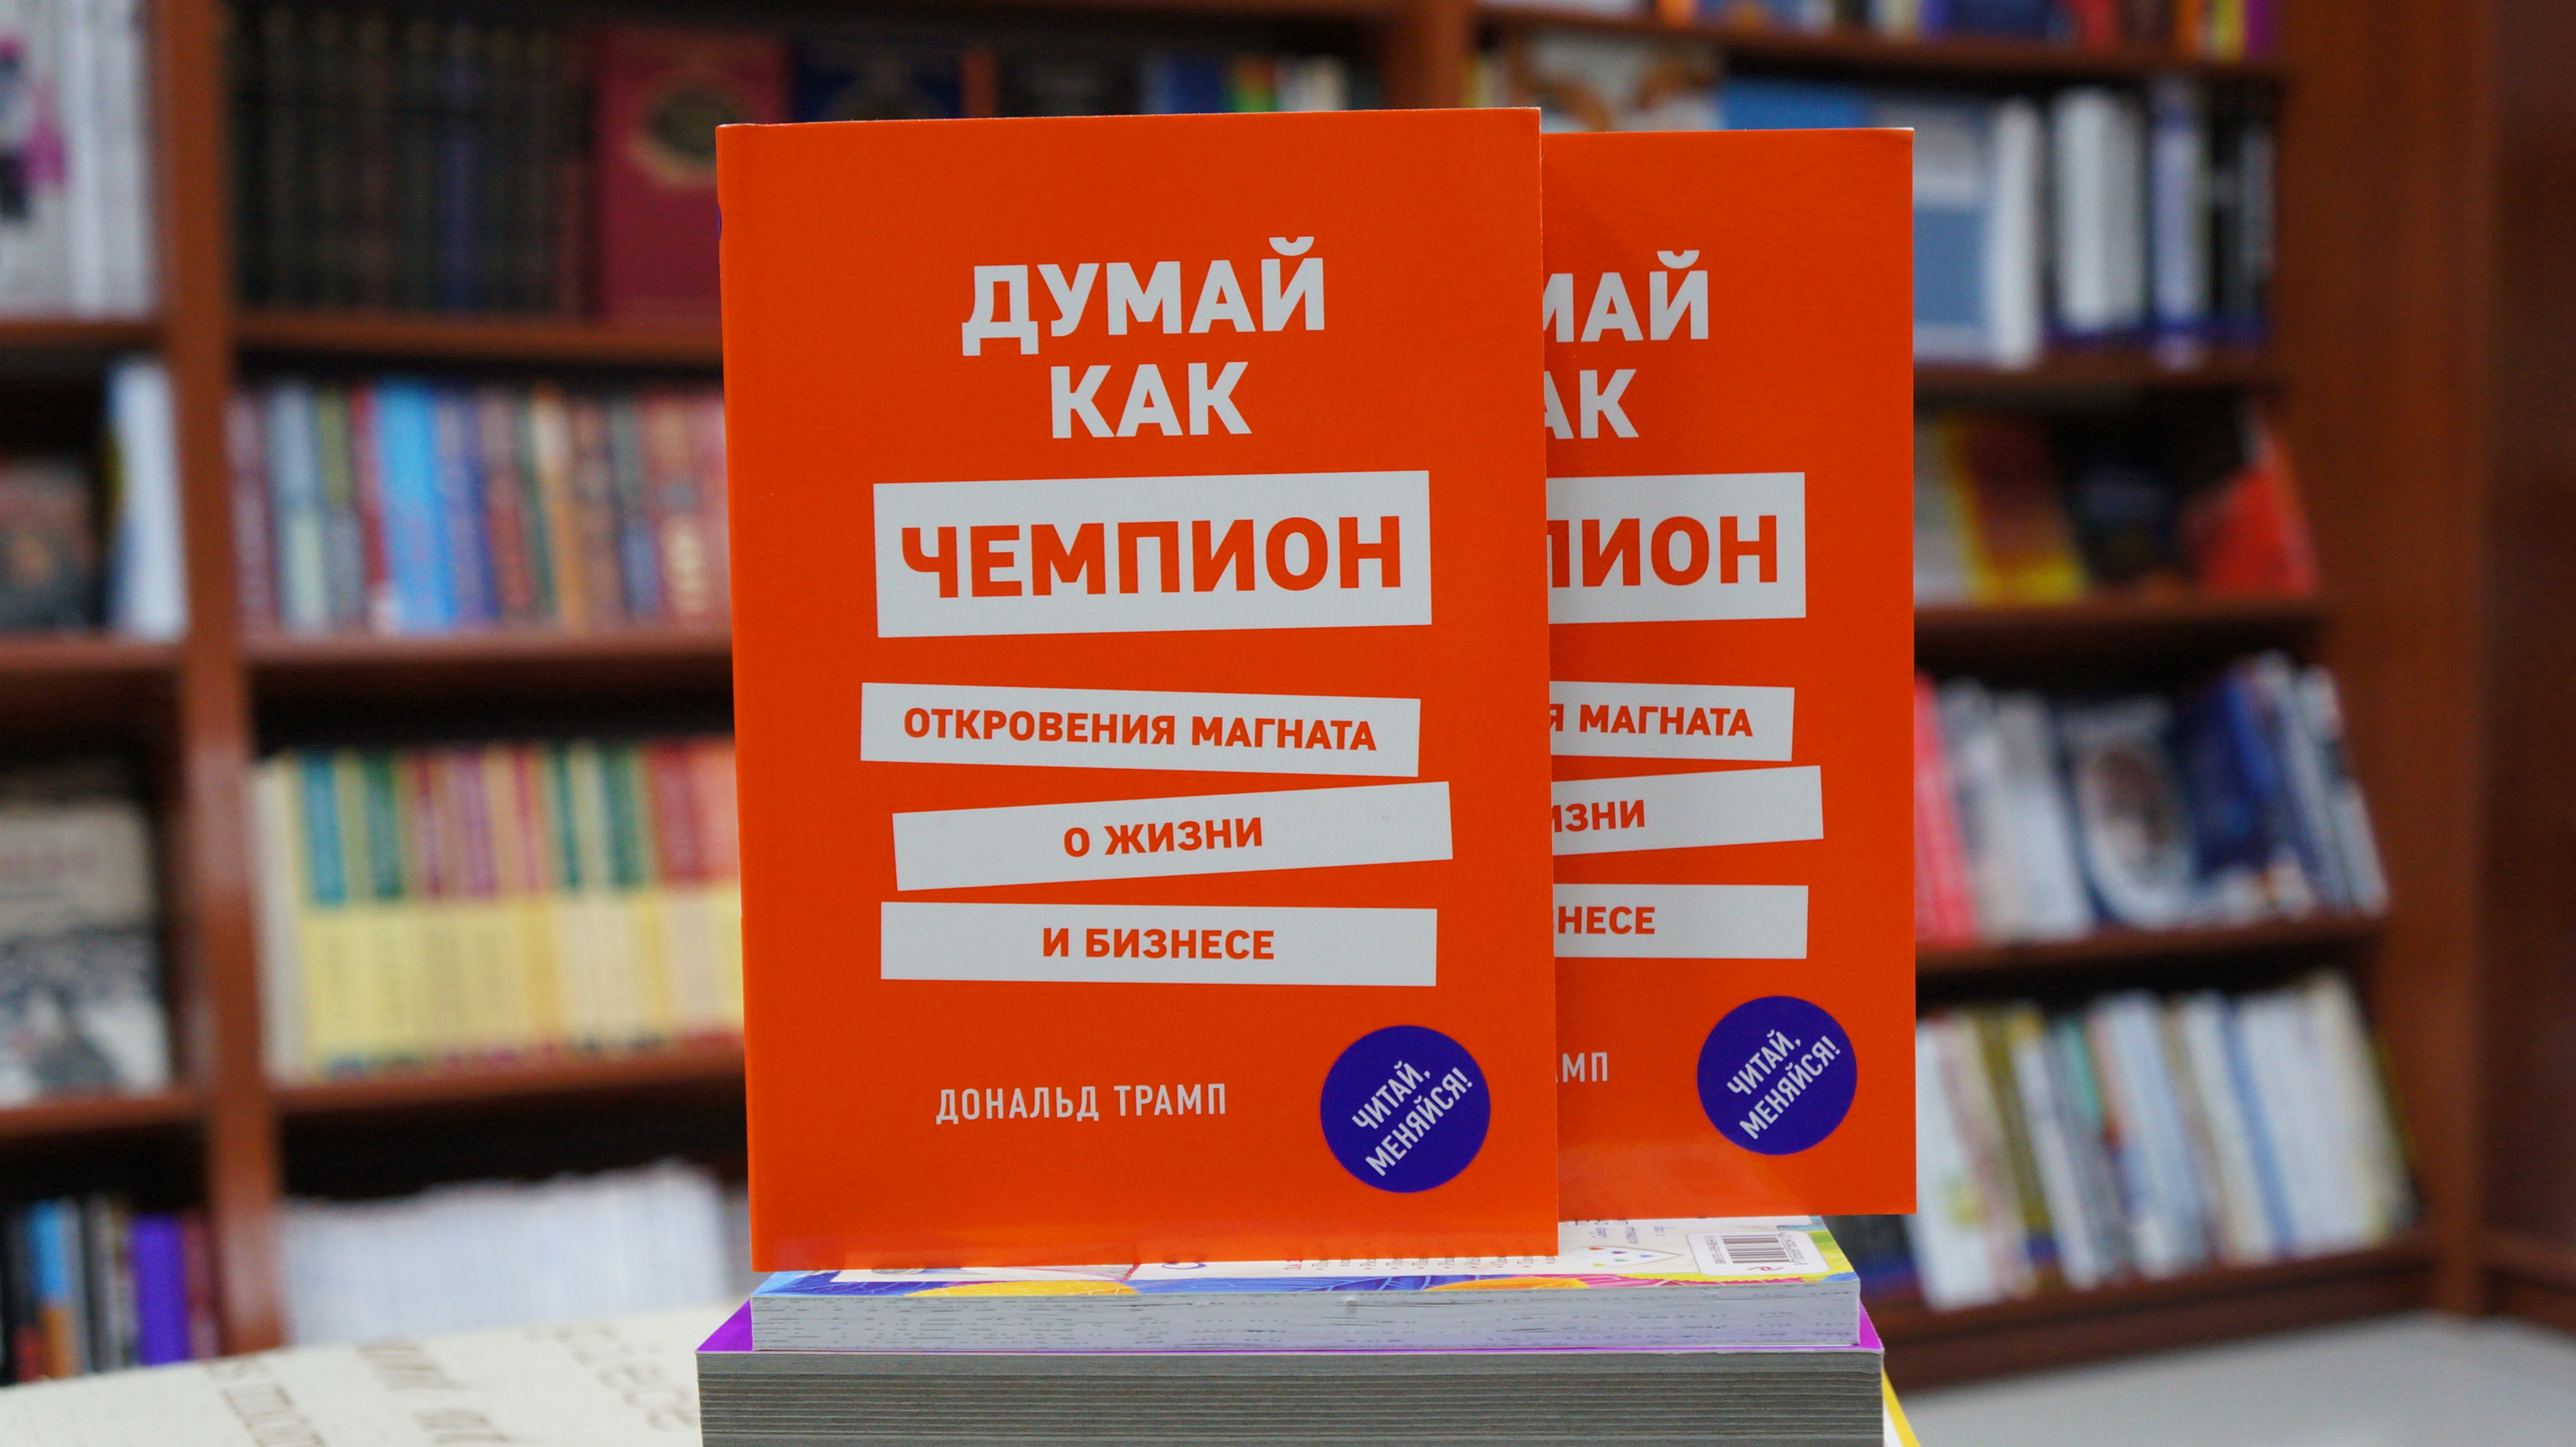 ДУМАЙ
КАК
ЧЕМПИОН
ОТКРОВЕНИЯ МАГНАТА
О ЖИЗНИ
И БИЗНЕСЕ
ДОНАЛЬД ТРАМП
ЧИТАЙ,
МЕНЯЙСЯ!
МАЙ
АК
ПИОН
Я МАГНАТА
ИЗНИ
НЕСЕ
МП
ЧИТАЙ,
МЕНЯЙСЯ!